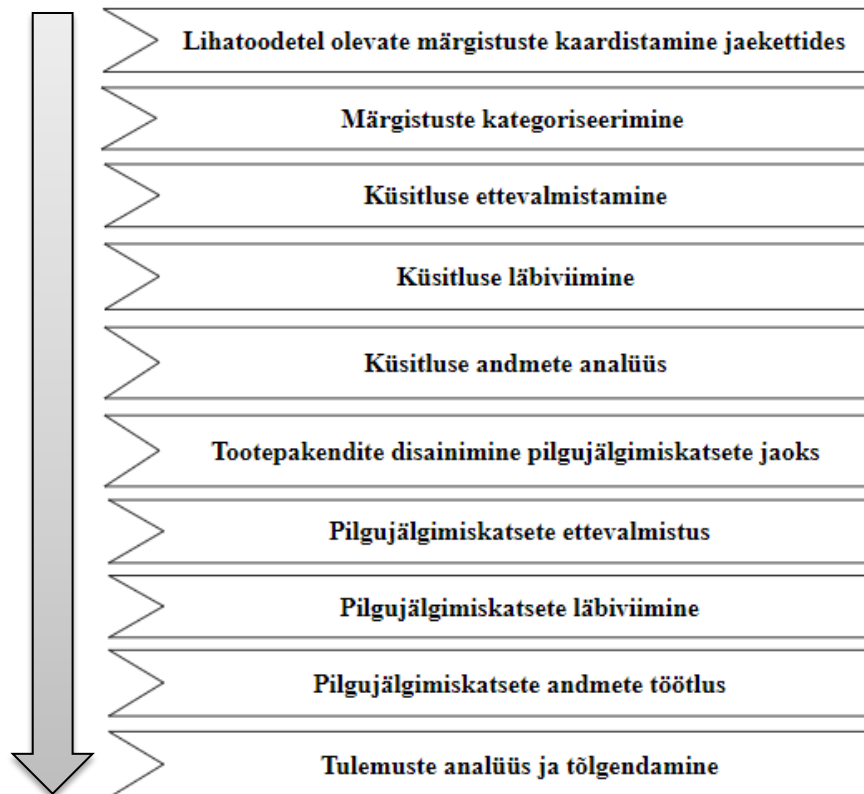 Lihatoodetel olevate märgistuste kaardistamine jaekettides
Märgistuste kategoriseerimine
Küsitluse ettevalmistamine
Küsitluse läbiviimine
Küsitluse andmete analüüs
Tootepakendite disainimine pilgujälgimiskatsete jaoks
Pilgujälgimiskatsete ettevalmistus
Pilgujälgimiskatsete läbiviimine
Pilgujälgimiskatsete andmete töötlus
Tulemuste analüüs ja tõlgendamine